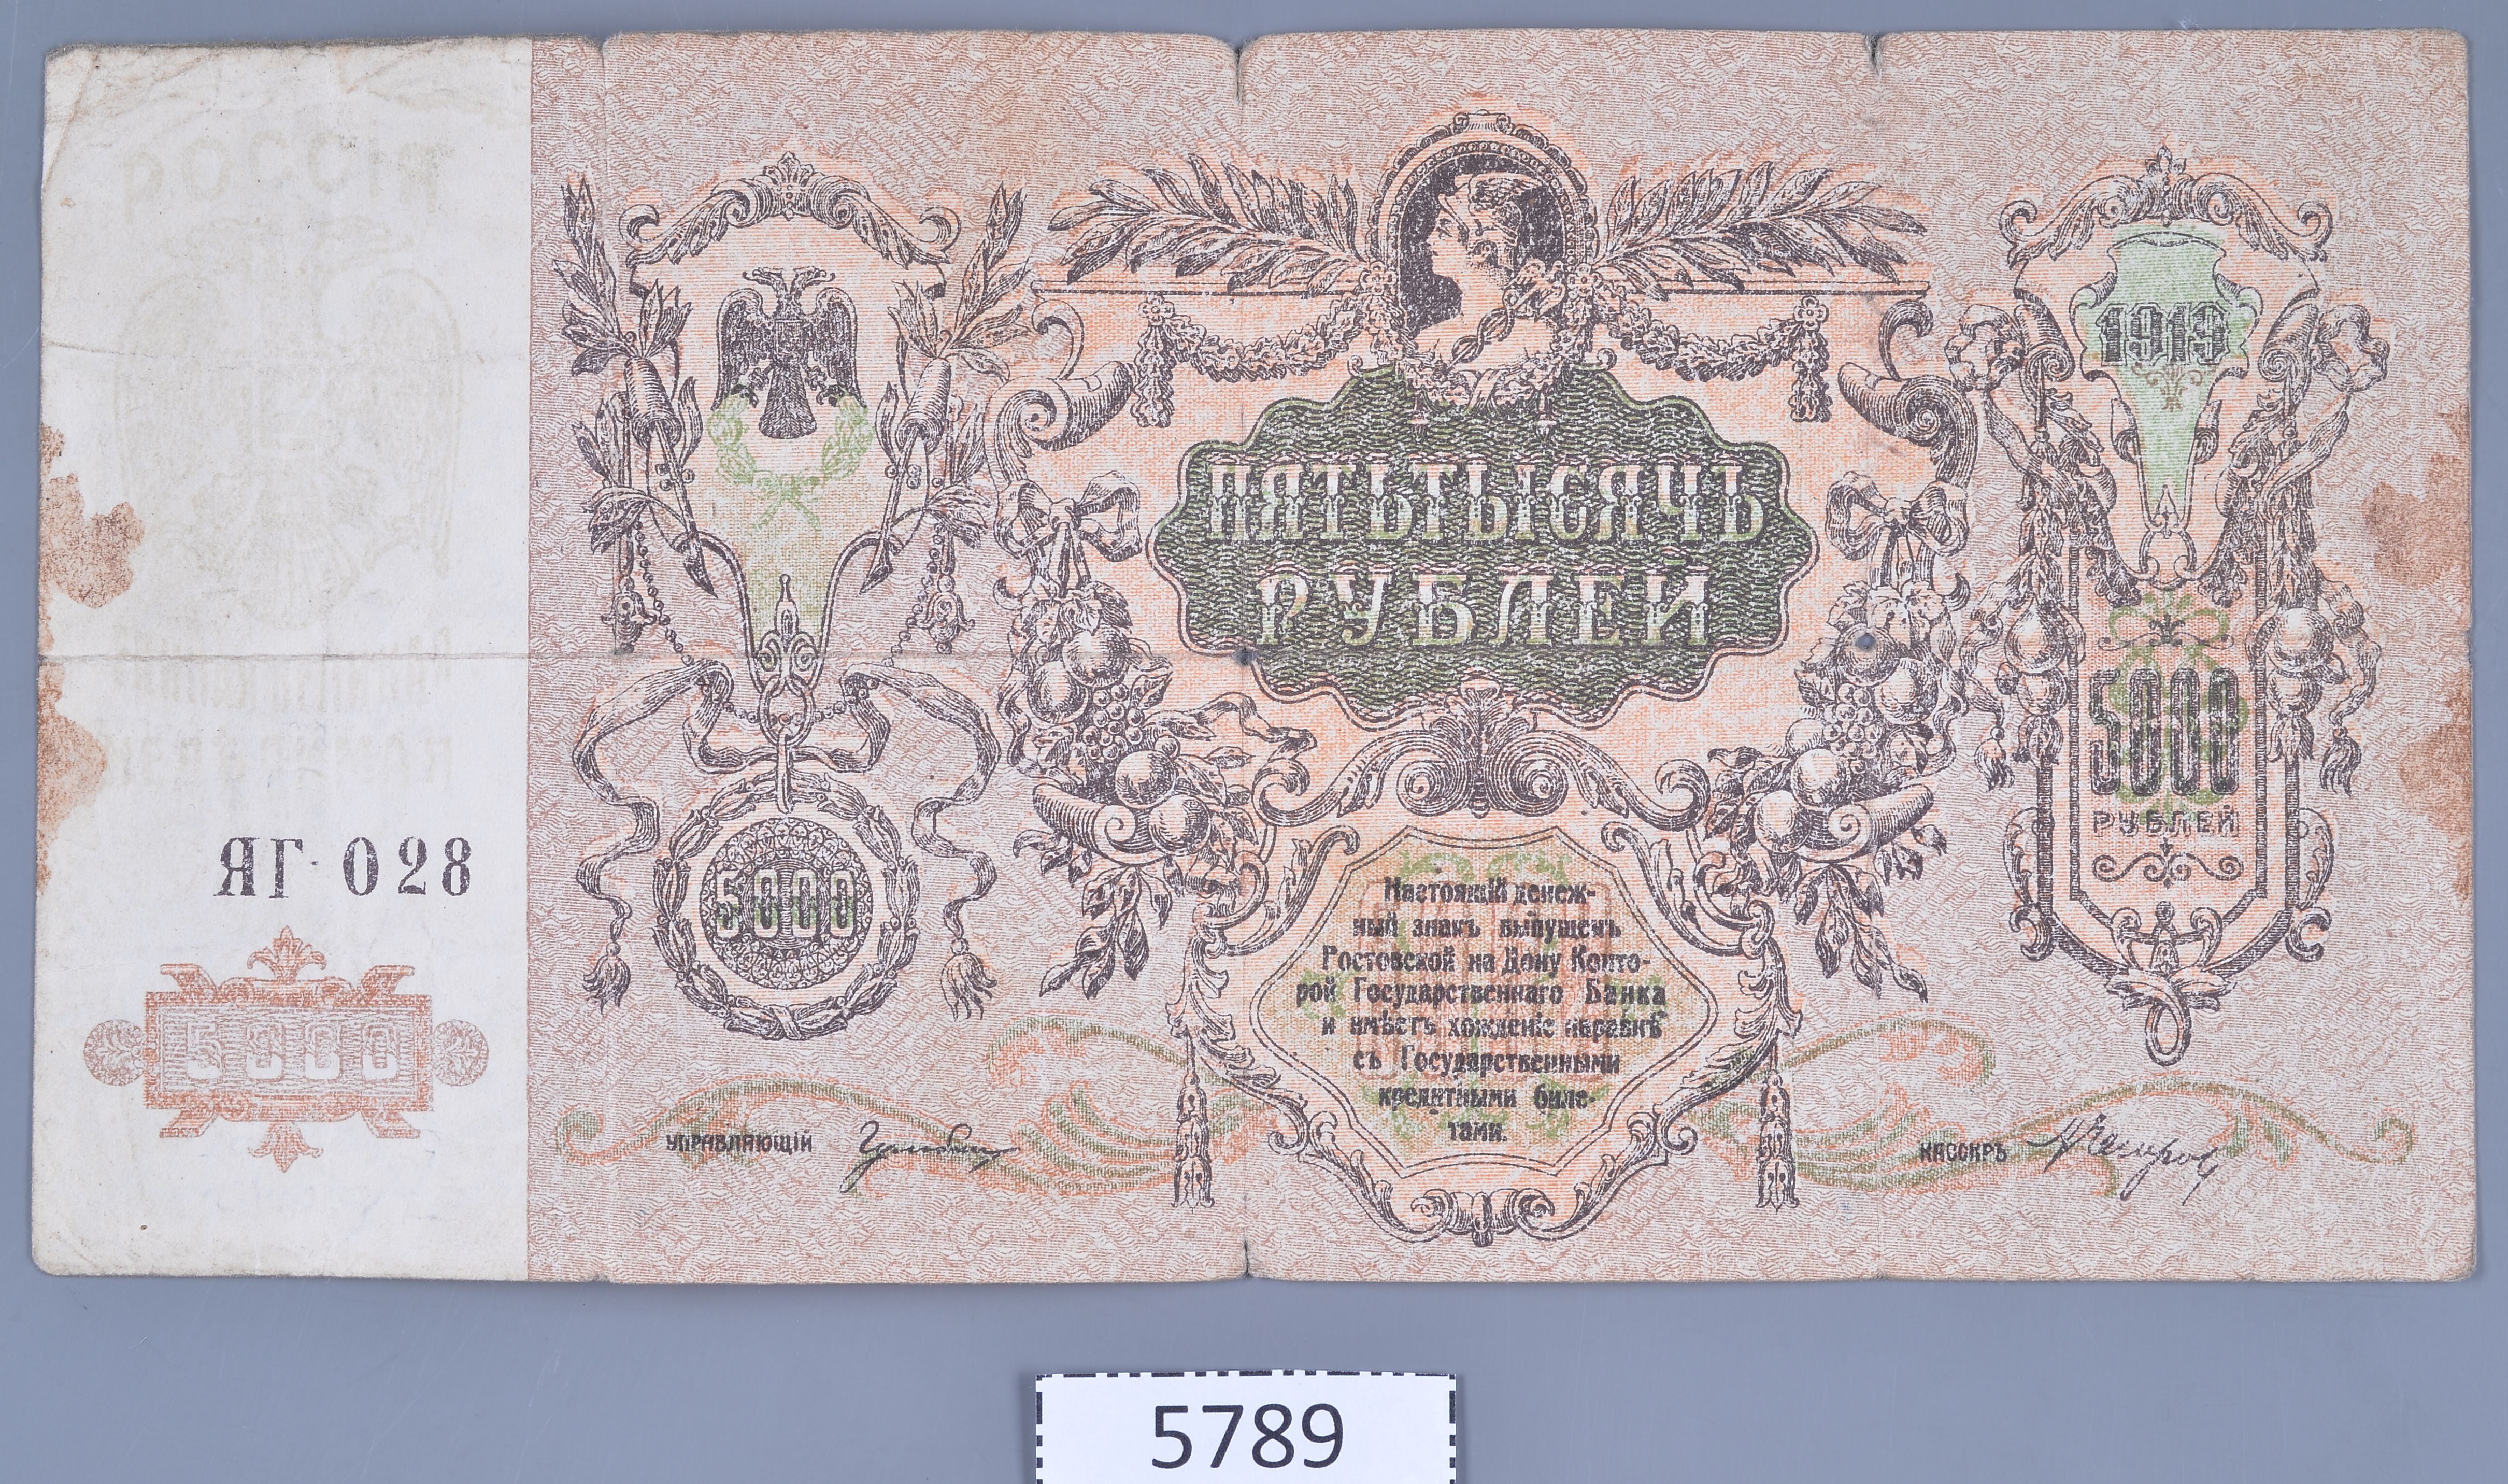 РОССІЯ
ЯГ 028
5000
5000
УПРАВЛЯЮЩІЙ
ПЯТЬ ТЫСЯЧЪ
РУБЛЕЙ
Настоящій денеж-
ный знакъ выпущенъ
Ростовской на Дону Конто-
рой Государственнаго Банка
и имѣетъ хожденіе наравнѣ
съ Государственными
кредитными биле-
тами.
1919
5000
РУБЛЕЙ
КАССИРЪ
5789